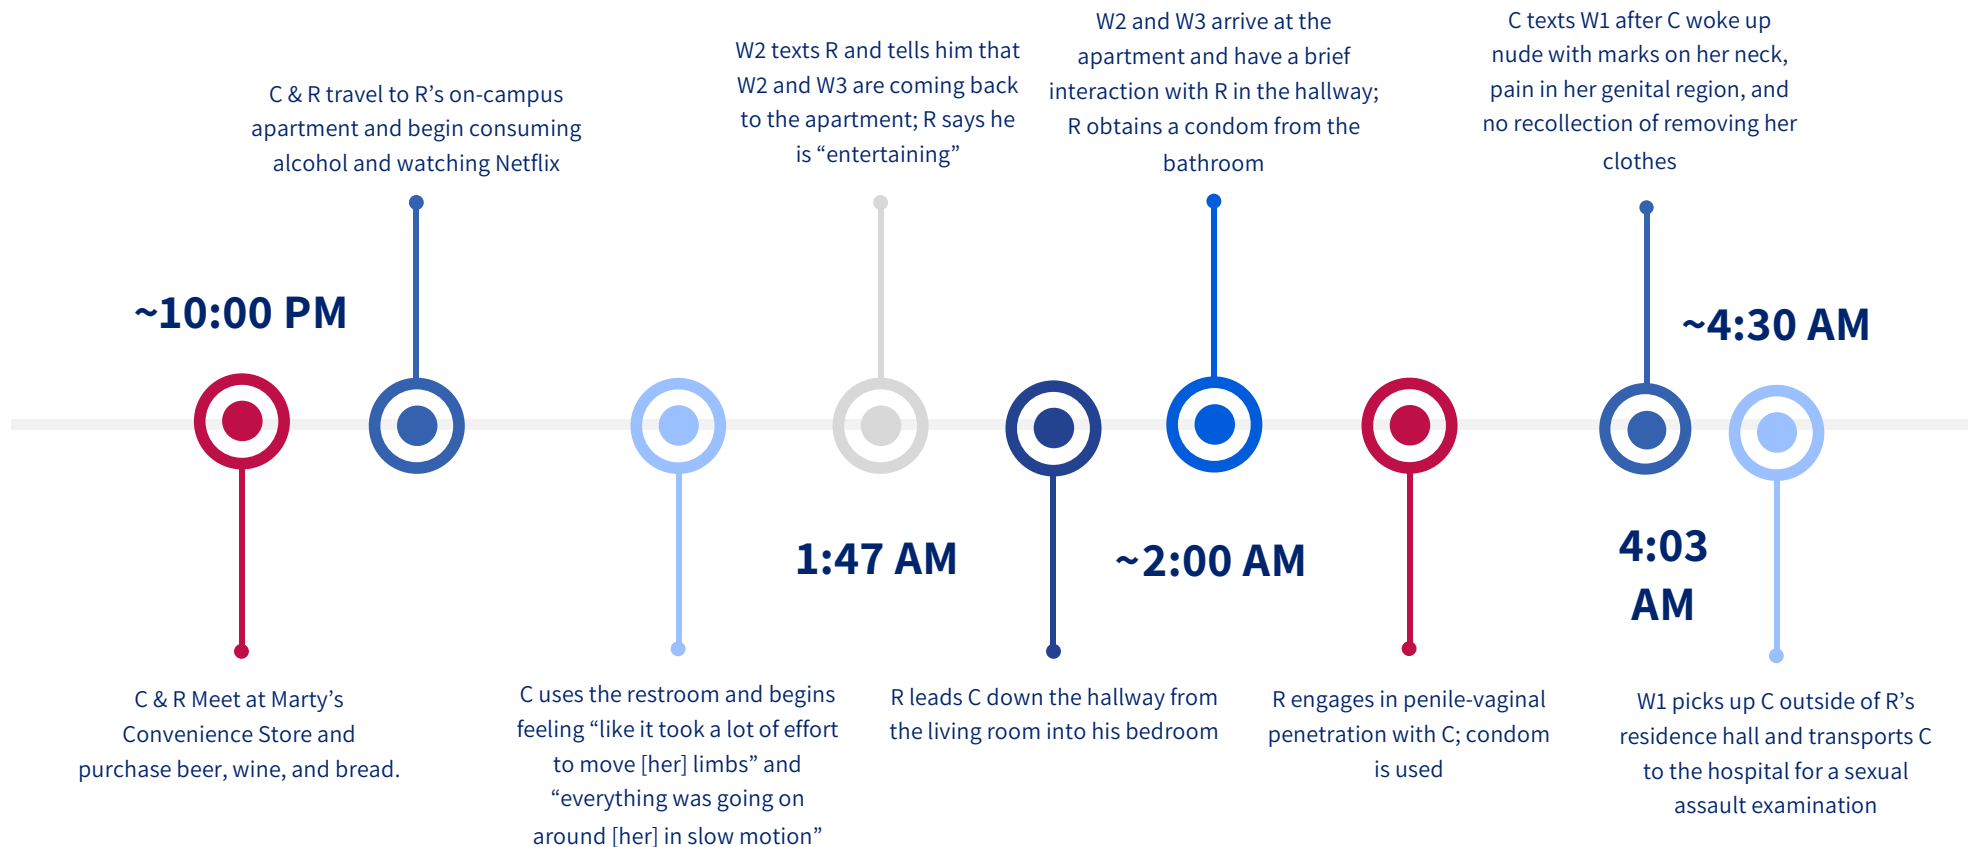 C & R travel to R’s on-campus
apartment and begin consuming
alcohol and watching Netflix
W2 texts R and tells him that
W2 and W3 are coming back
to the apartment; R says he
is “entertaining”
W2 and W3 arrive at the
apartment and have a brief
interaction with R in the hallway;
R obtains a condom from the
bathroom
C texts W1 after C woke up
nude with marks on her neck,
pain in her genital region, and
no recollection of removing her
clothes
~10:00 PM
~4:30 AM
1:47 AM
~2:00 AM
4:03
AM
C & R Meet at Marty’s
Convenience Store and
purchase beer, wine, and bread.
C uses the restroom and begins
feeling “like it took a lot of effort
to move [her] limbs” and
“everything was going on
around [her] in slow motion”
R leads C down the hallway from
the living room into his bedroom
R engages in penile-vaginal
penetration with C; condom
is used
W1 picks up C outside of R’s
residence hall and transports C
to the hospital for a sexual
assault examination